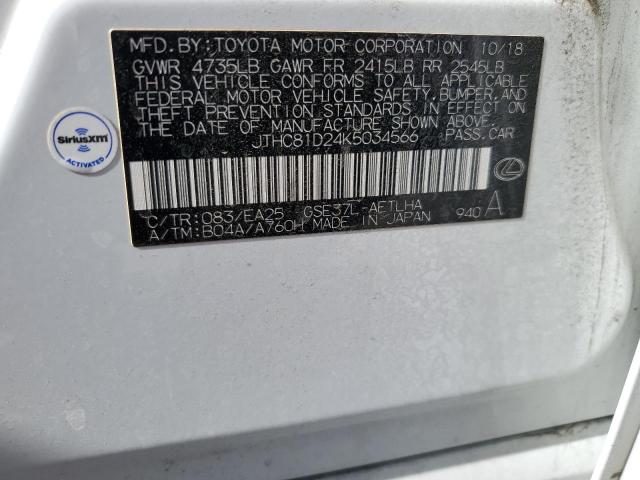 MFD.BY:TOYOTA MOTOR CORPORATION 10/18
GVWR 4735LB GAWR FR 2415LB RR 2545LB
THIS VEHICLE CONFORMS TO ALL APPLICABLE
FEDERAL MOTOR VEHICLE SAFETY, BUMPER, AND
THEFT PREVENTION STANDARDS IN EFFECT ON
THE DATE OF MANUFACTURE SHOWN ABOVE.
JTHC81D24K5034566 PASS.CAR
C/TR:083/EA25 GSE37L-AETLHA
A/TM:B04A/A760H MADE IN JAPAN 940 A
SiriusXM
ACTIVATED